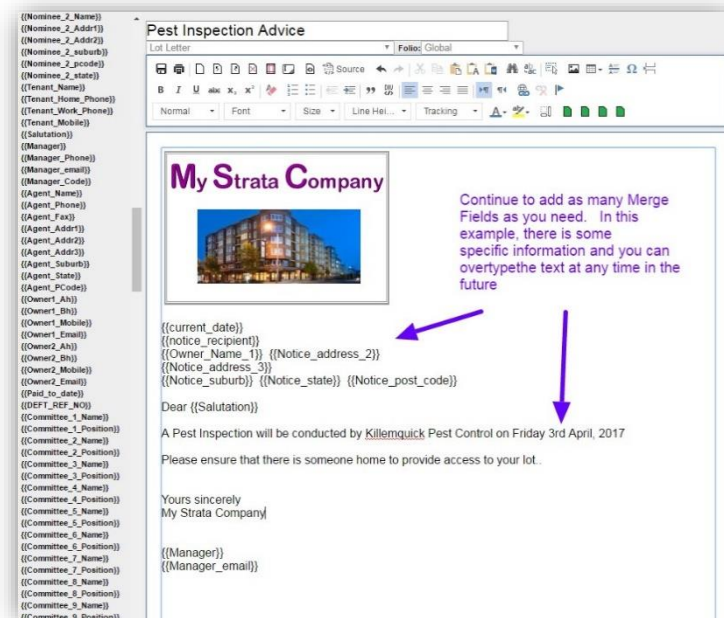 {{Nominee_2_Name}}
{{Nominee_2_Addr1}}
{{Nominee_2_Addr2}}
{{Nominee_2_suburb}}
{{Nominee_2_pcode}}
{{Nominee_2_state}}
{{Tenant_Name}}
{{Tenant_Home_Phone}}
{{Tenant_Work_Phone}}
{{Tenant_Mobile}}
{{Salutation}}
{{Manager}}
{{Manager_Phone}}
{{Manager_email}}
{{Manager_Code}}
{{Agent_Name}}
{{Agent_Phone}}
{{Agent_Fax}}
{{Agent_Addr1}}
{{Agent_Addr2}}
{{Agent_Addr3}}
{{Agent_Suburb}}
{{Agent_State}}
{{Agent_PCode}}
{{Owner1_Ah}}
{{Owner1_Bh}}
{{Owner1_Mobile}}
{{Owner1_Email}}
{{Owner2_Ah}}
{{Owner2_Bh}}
{{Owner2_Mobile}}
{{Owner2_Email}}
{{Paid_to_date}}
{{DEFT_REF_NO}}
{{Committee_1_Name}}
{{Committee_1_Position}}
{{Committee_2_Name}}
{{Committee_2_Position}}
{{Committee_3_Name}}
{{Committee_3_Position}}
{{Committee_4_Name}}
{{Committee_4_Position}}
{{Committee_5_Name}}
{{Committee_5_Position}}
{{Committee_6_Name}}
{{Committee_6_Position}}
{{Committee_7_Name}}
{{Committee_7_Position}}
{{Committee_8_Name}}
{{Committee_8_Position}}
{{Committee_9_Name}}
{{Committee_9_Position}}
Pest Inspection Advice
Lot Letter Folio: Global
Source
B I U abc x, x²
Normal Font Size Line Hei... Tracking A
My Strata Company
Continue to add as many Merge
Fields as you need. In this
example, there is some
specific information and you can
overtypethe text at any time in the
future
{{current_date}}
{{notice_recipient}}
{{Owner_Name_1}} {{Notice_address_2}}
{{Notice_address_3}}
{{Notice_suburb}} {{Notice_state}} {{Notice_post_code}}
Dear {{Salutation}}
A Pest Inspection will be conducted by Killemquick Pest Control on Friday 3rd April, 2017
Please ensure that there is someone home to provide access to your lot..
Yours sincerely
My Strata Company
{{Manager}}
{{Manager_email}}